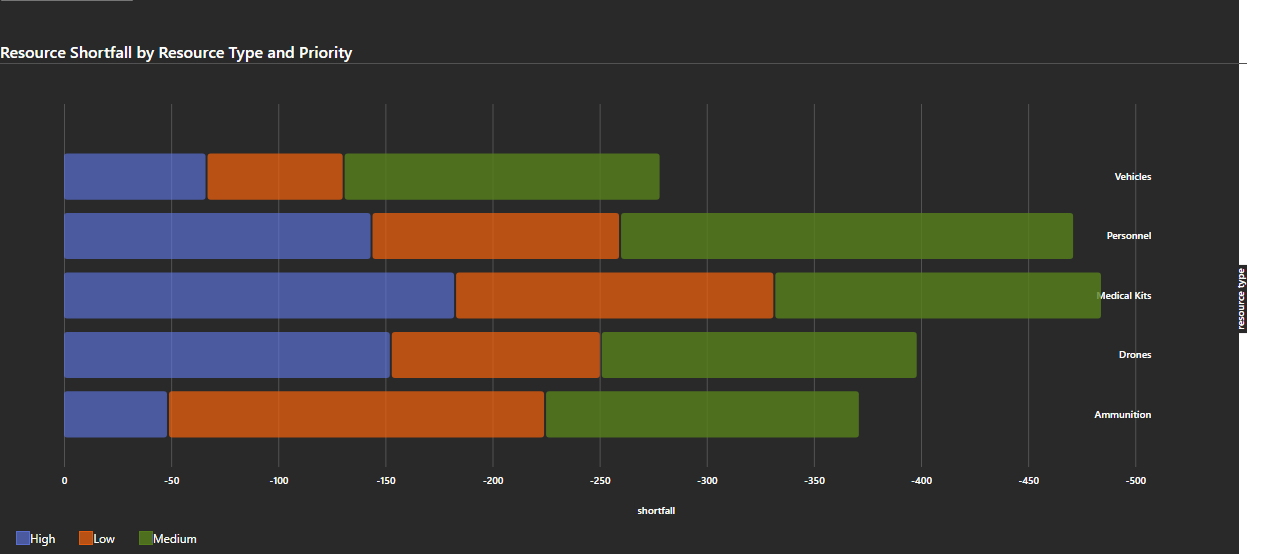 Resource Shortfall by Resource Type and Priority
Vehicles
Personnel
Medical Kits
Drones
Ammunition
resource type
0 -50 -100 -150 -200 -250 -300 -350 -400 -450 -500
shortfall
High Low Medium